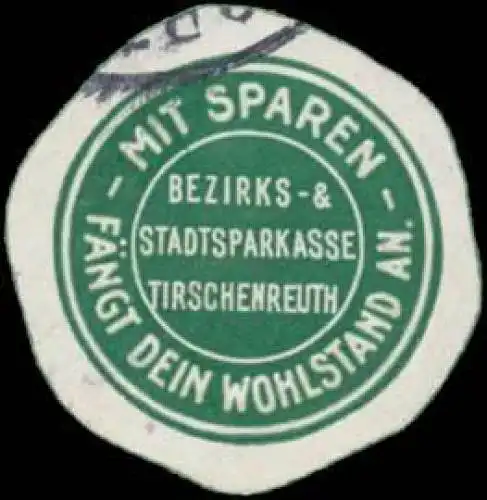 - MIT SPAREN -
FÄNGT DEIN WOHLSTAND AN.
BEZIRKS-&
STADTSPARKASSE
TIRSCHENREUTH